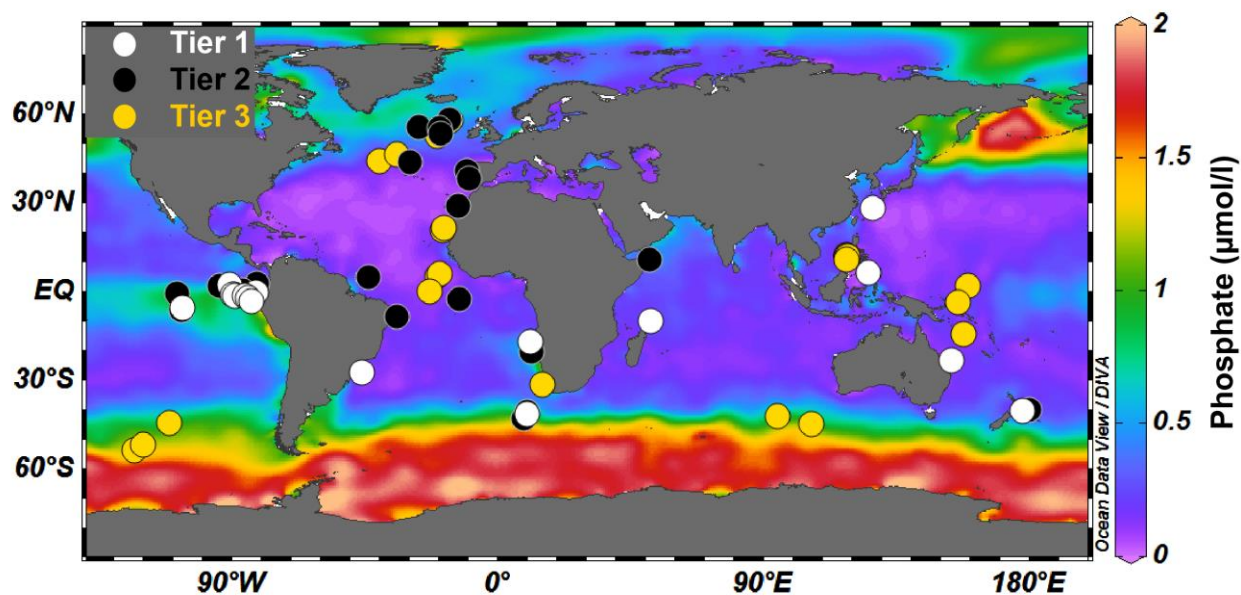 Tier 1
Tier 2
Tier 3
60°N
30°N
EQ
30°S
60°S
90°W
0°
90°E
180°E
Ocean Data View / DIVA
2
1.5
1
0.5
0
Phosphate (µmol/l)